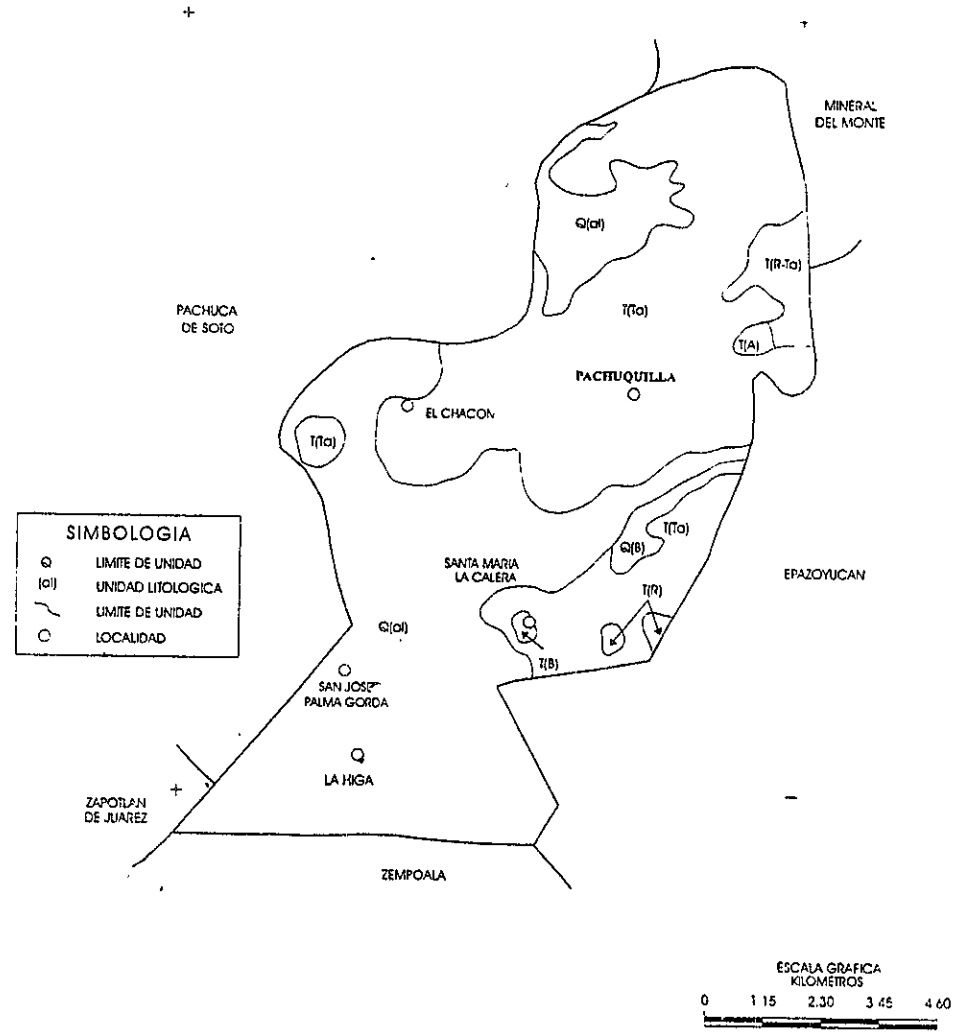 MINERAL
DEL MONTE
Q(al)
T(R-Ta)
PACHUCA
DE SOTO
T(Ta)
T(A)
PACHUQUILLA
EL CHACON
T(Ta)
SIMBOLOGIA
Q LIMITE DE UNIDAD
(al) UNIDAD LITOLOGICA
LIMITE DE UNIDAD
LOCALIDAD
T(Ta)
Q(B)
SANTA MARIA
LA CALERA
EPAZOYUCAN
T(R)
Q(al)
T(B)
SAN JOSE
PALMA GORDA
LA HIGA
ZAPOTLAN
DE JUAREZ
ZEMPOALA
ESCALA GRAFICA
KILOMETROS
0 1 15 2.30 3 45 4 60